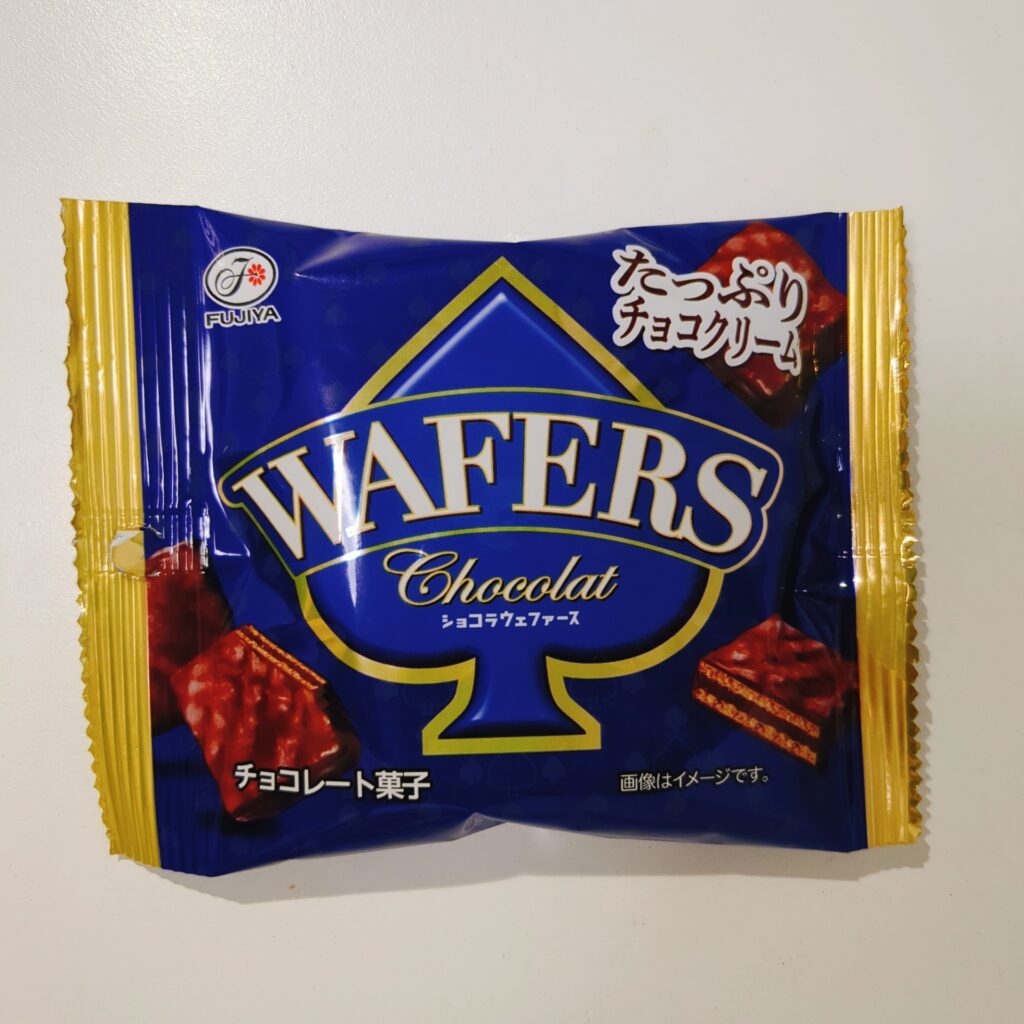 FUJIYA
たっぷり
チョコクリーム
WAFERS
Chocolat
ショコラウェファース
チョコレート菓子
画像はイメージです。